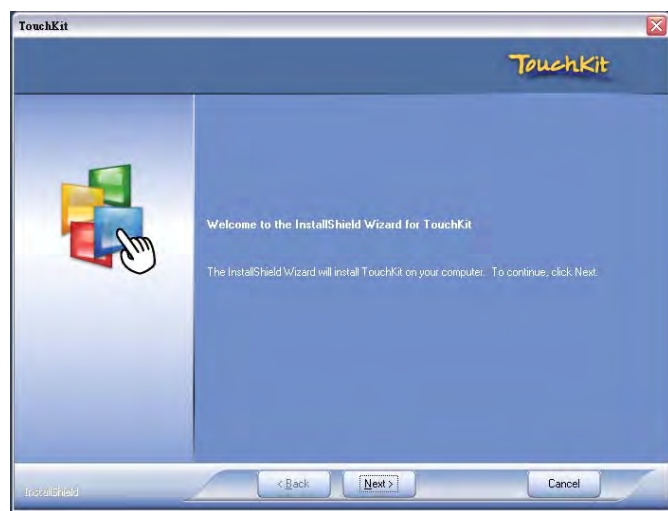 TouchKit
TouchKit
Welcome to the InstallShield Wizard for TouchKit
The InstallShield Wizard will install TouchKit on your computer. To continue, click Next.
InstallShield
< Back
Next >
Cancel